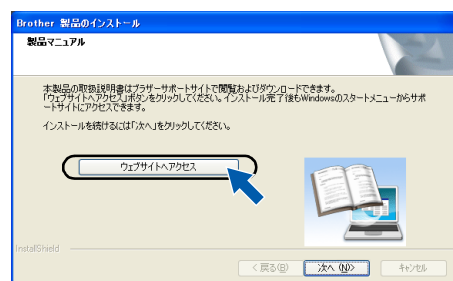 Brother 製品のインストール
製品マニュアル
本製品の取扱説明書はブラザーサポートサイトで閲覧およびダウンロードできます。
「ウェブサイトへアクセス」ボタンをクリックしてください。インストール完了後もWindowsのスタートメニューからサポ
ートサイトにアクセスできます。
インストールを続けるには「次へ」をクリックしてください。
ウェブサイトへアクセス
InstallShield
< 戻る(B)
次へ (N)>
キャンセル